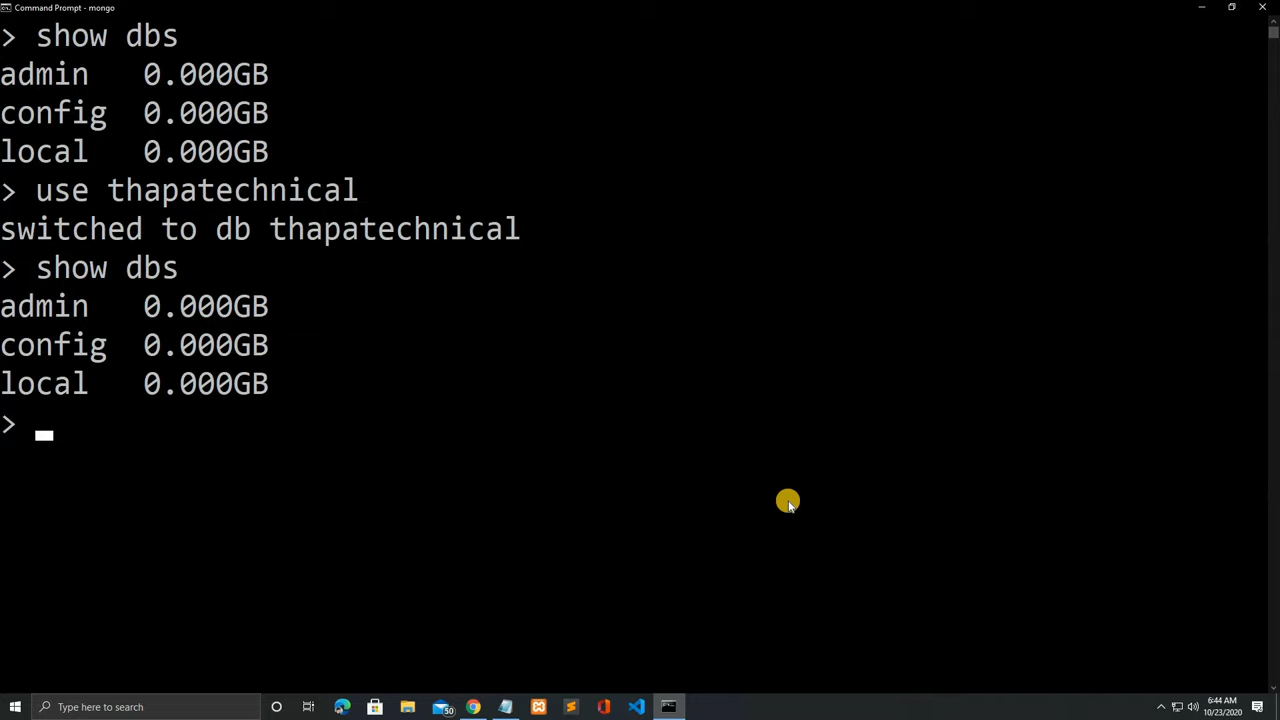 Command Prompt - mongo
> show dbs
admin   0.000GB
config  0.000GB
local   0.000GB
> use thapatechnical
switched to db thapatechnical
> show dbs
admin   0.000GB
config  0.000GB
local   0.000GB
>
Type here to search
50
6:44 AM
10/23/2020